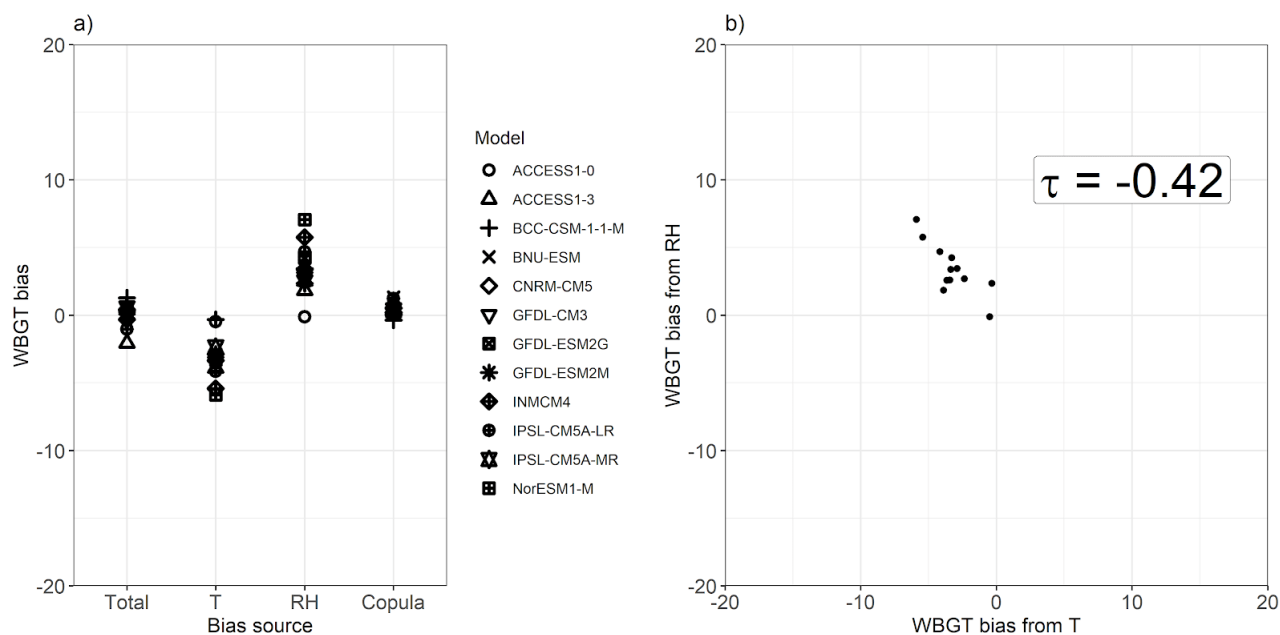 a)
20
10
0
-10
-20
WBGT bias
Total
T
RH
Copula
Bias source
Model
ACCESS1-0
ACCESS1-3
BCC-CSM-1-1-M
BNU-ESM
CNRM-CM5
GFDL-CM3
GFDL-ESM2G
GFDL-ESM2M
INMCM4
IPSL-CM5A-LR
IPSL-CM5A-MR
NorESM1-M
b)
20
10
0
-10
-20
WBGT bias from RH
τ = -0.42
-20
-10
0
10
20
WBGT bias from T